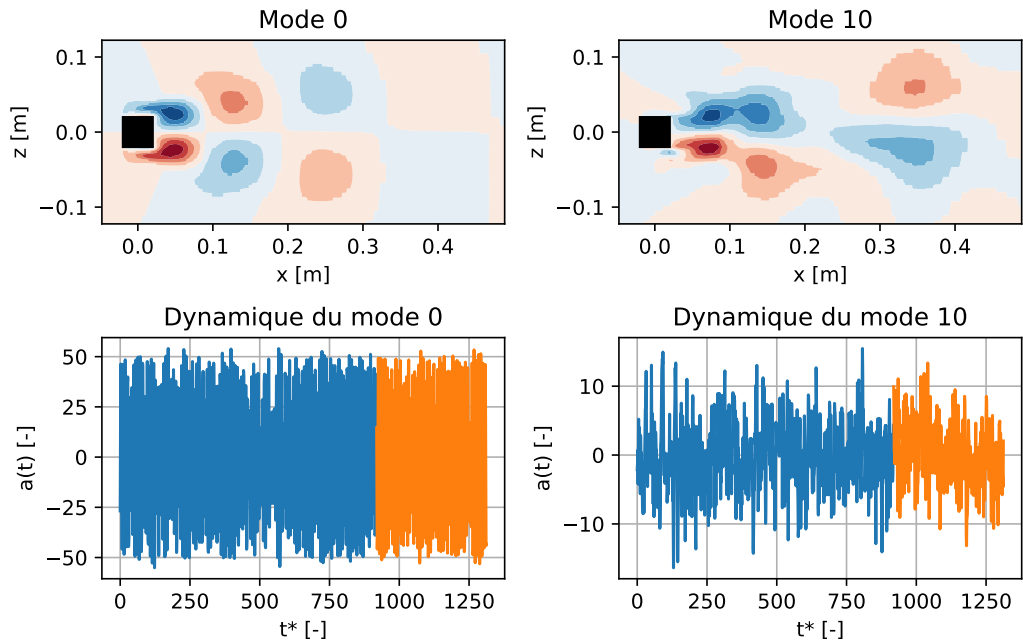 Mode 0
0.1
0.0
−0.1
z [m]
0.0 0.1 0.2 0.3 0.4
x [m]
Mode 10
0.1
0.0
−0.1
z [m]
0.0 0.1 0.2 0.3 0.4
x [m]
Dynamique du mode 0
50
25
0
−25
−50
a(t) [-]
0 250 500 750 1000 1250
t* [-]
Dynamique du mode 10
10
0
−10
a(t) [-]
0 250 500 750 1000 1250
t* [-]